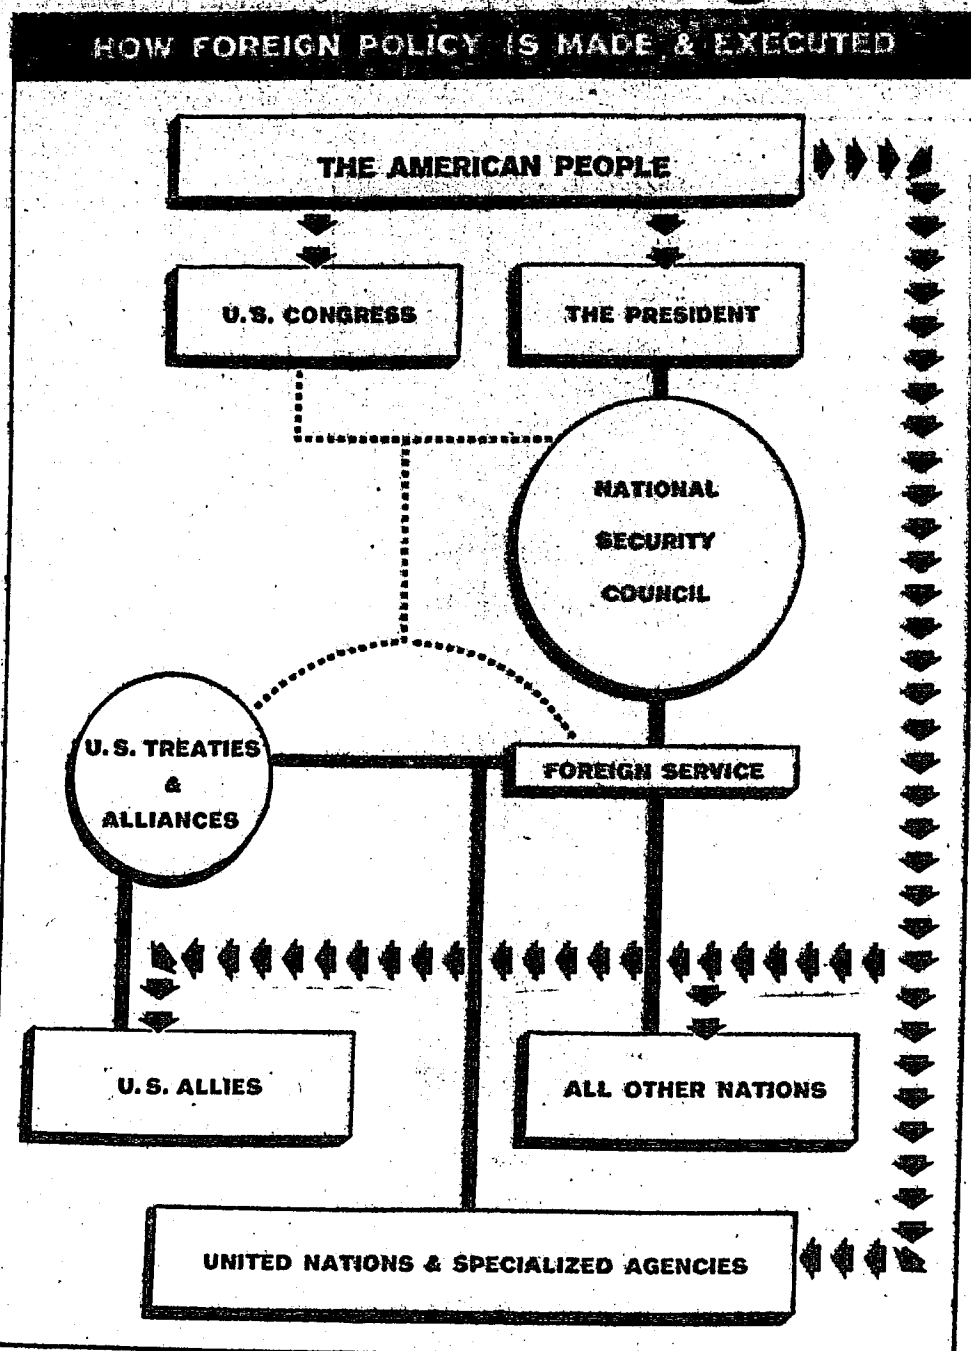 HOW FOREIGN POLICY IS MADE & EXECUTED
THE AMERICAN PEOPLE
U.S. CONGRESS
THE PRESIDENT
NATIONAL
SECURITY
COUNCIL
U.S. TREATIES
&
ALLIANCES
FOREIGN SERVICE
U.S. ALLIES
ALL OTHER NATIONS
UNITED NATIONS & SPECIALIZED AGENCIES